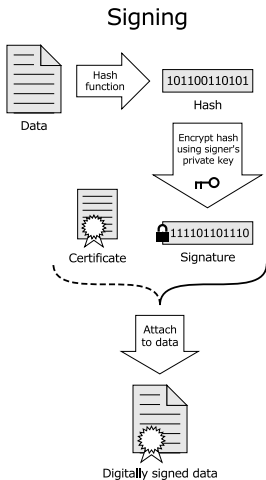 Signing
Hash
function
101100110101
Data
Hash
Encrypt hash
using signer's
private key
111101101110
Certificate
Signature
Attach
to data
Digitally signed data